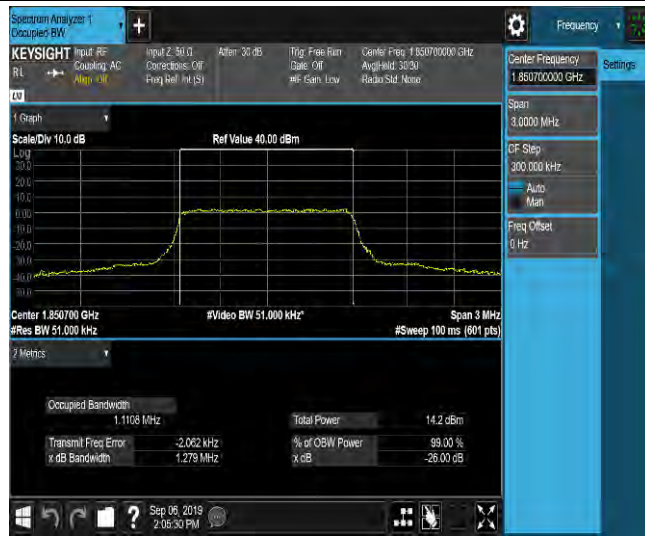 Spectrum Analyzer 1
Occupied BW
Frequency
KEYSIGHT
RL
Input: RF
Coupling: AC
Align: Off
Input Z: 50 Ω
Corrections: Off
Freq Ref: Int (S)
Atten: 30 dB
Trig: Free Run
Gate: Off
#IF Gain: Low
Center Freq: 1.850700000 GHz
Avg|Hold: 30/30
Radio Std: None
LXI
1 Graph
Scale/Div 10.0 dB
Ref Value 40.00 dBm
Log
30.0
20.0
10.0
0.00
-10.0
-20.0
-30.0
-40.0
-50.0
Center 1.850700 GHz
#Video BW 51.000 kHz*
Span 3 MHz
#Res BW 51.000 kHz
#Sweep 100 ms (601 pts)
2 Metrics
Occupied Bandwidth
1.1108 MHz
Total Power
14.2 dBm
Transmit Freq Error
-2.062 kHz
% of OBW Power
99.00 %
x dB Bandwidth
1.279 MHz
x dB
-26.00 dB
Sep 06, 2019
2:05:30 PM
Center Frequency
1.850700000 GHz
Settings
Span
3.0000 MHz
CF Step
300.000 kHz
Auto
Man
Freq Offset
0 Hz